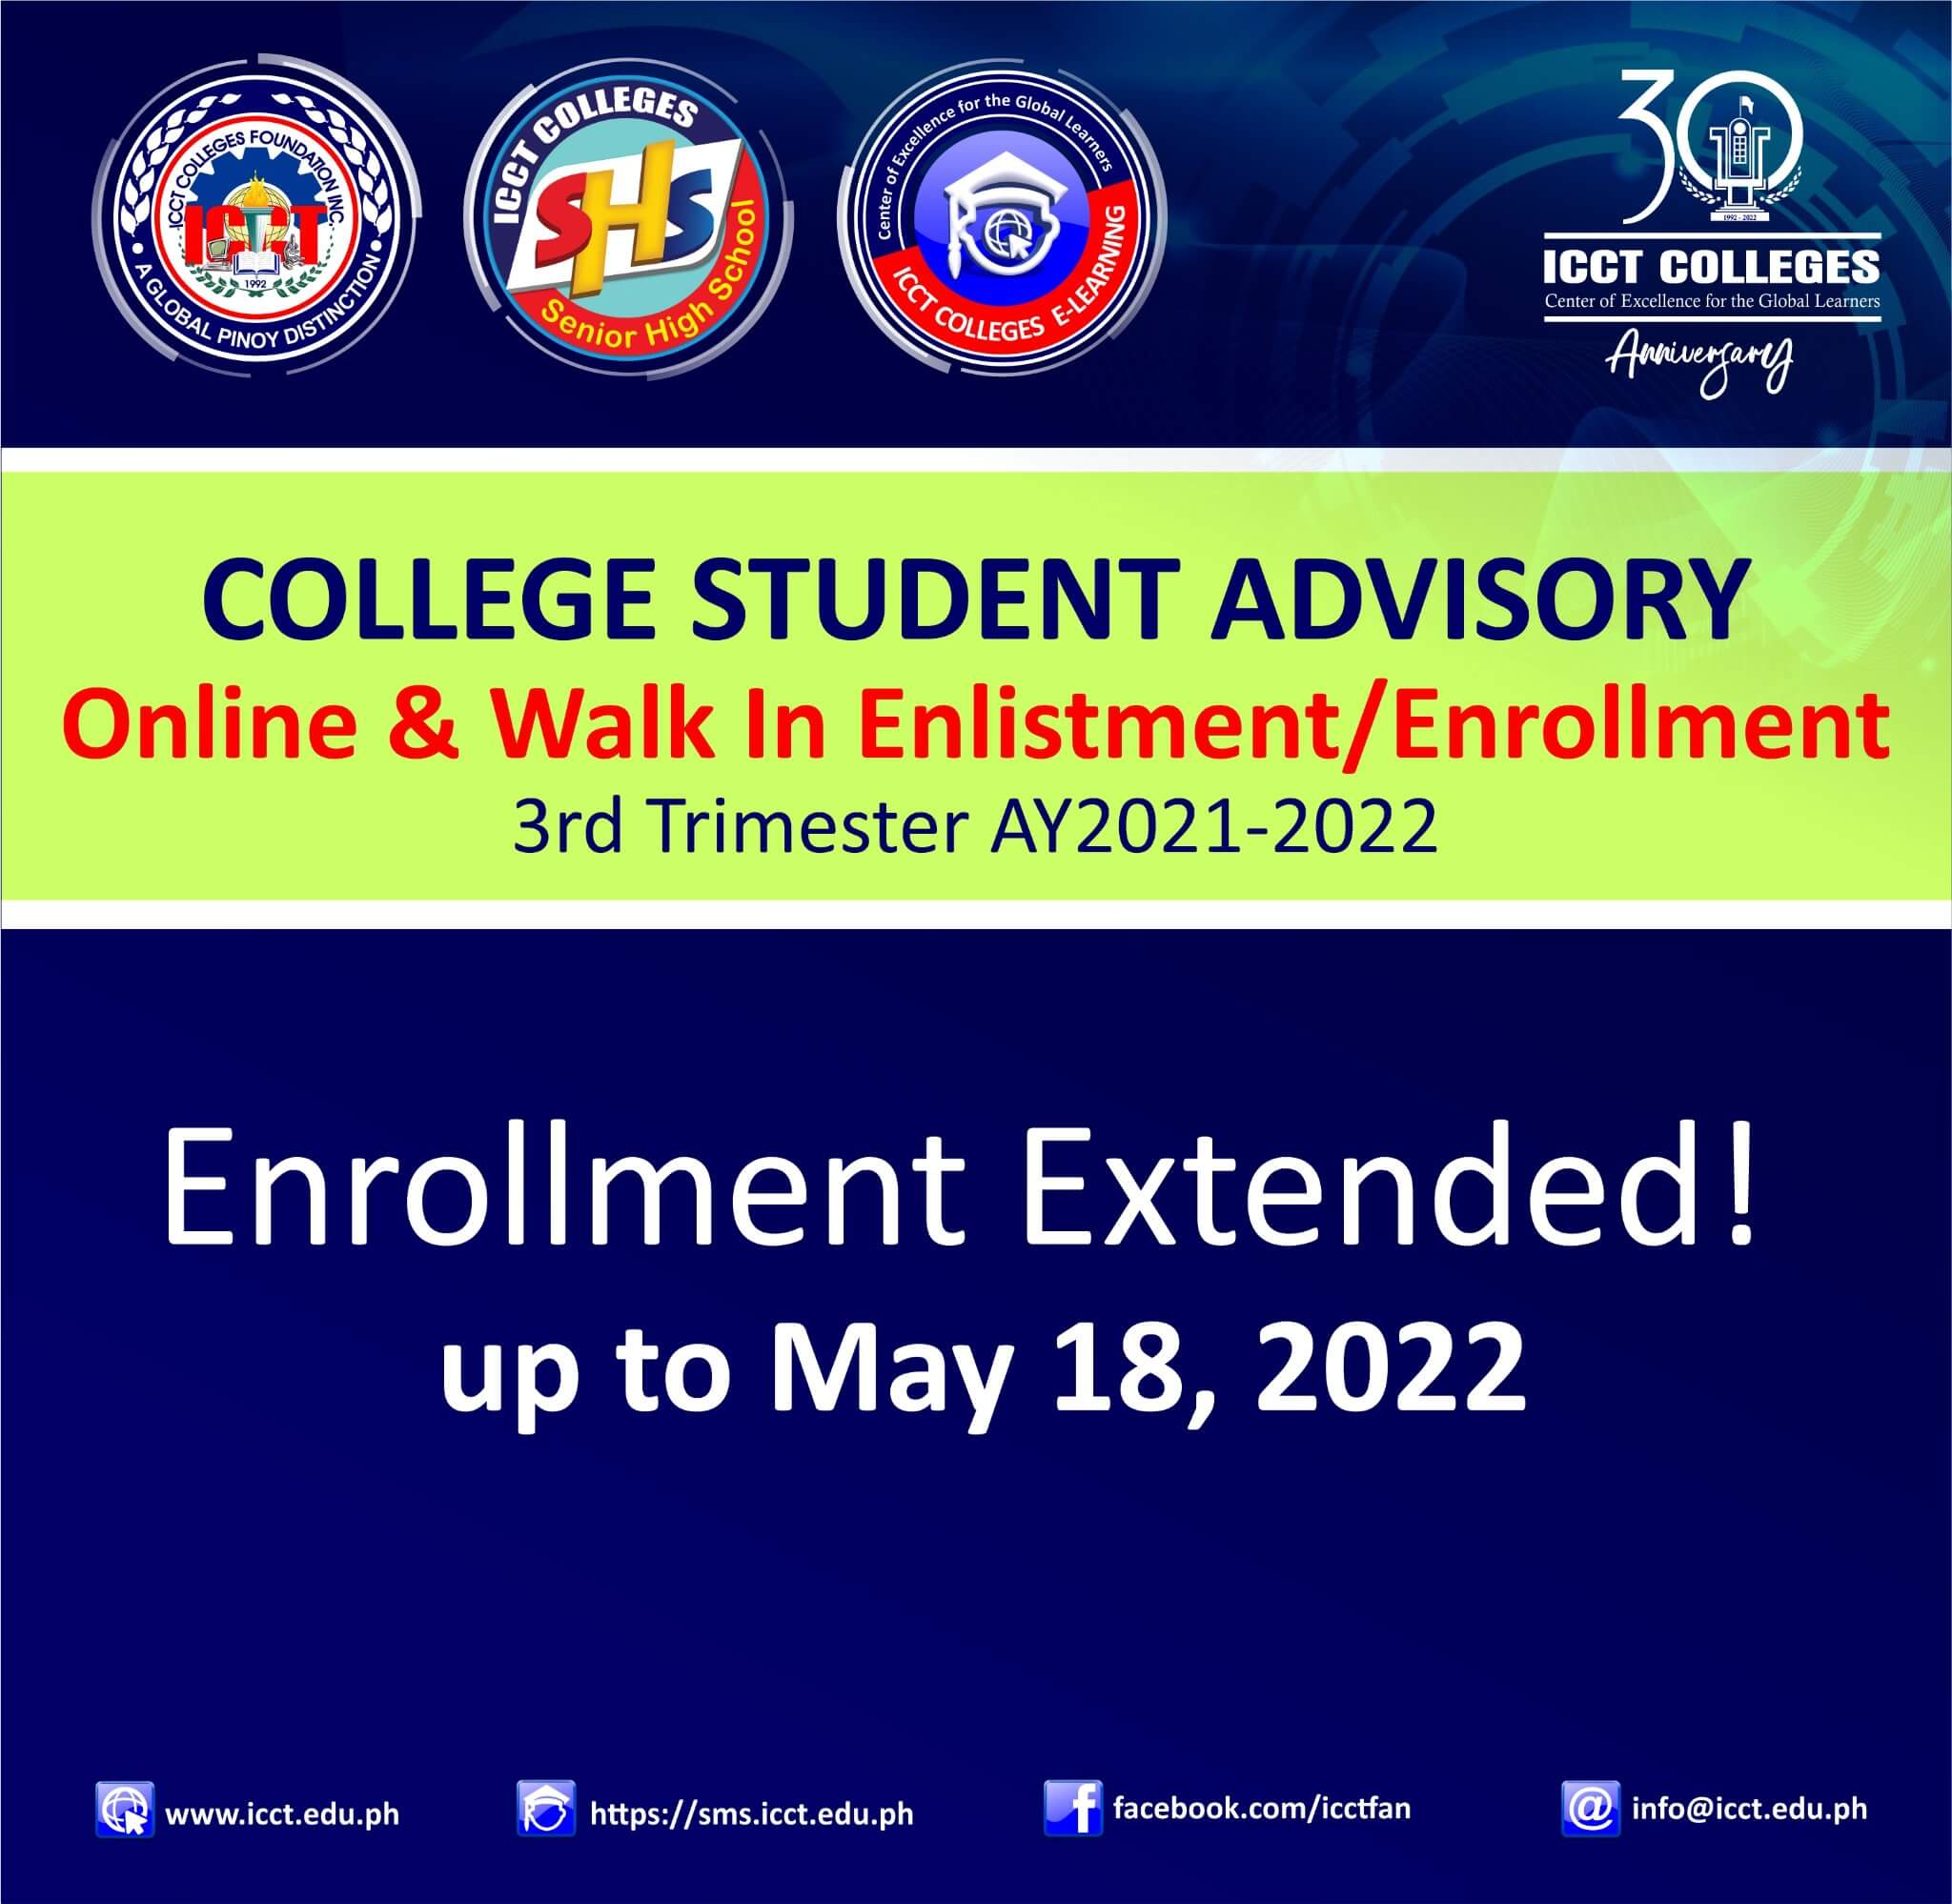 ICCT COLLEGES FOUNDATION INC.
ICCT
1992
A GLOBAL PINOY DISTINCTION
ICCT COLLEGES
SHS
Senior High School
Center of Excellence for the Global Learners
ICCT COLLEGES E-LEARNING
30
1992 - 2022
ICCT COLLEGES
Center of Excellence for the Global Learners
Anniversary
COLLEGE STUDENT ADVISORY
Online & Walk In Enlistment/Enrollment
3rd Trimester AY2021-2022
Enrollment Extended!
up to May 18, 2022
www.icct.edu.ph
https://sms.icct.edu.ph
facebook.com/icctfan
info@icct.edu.ph